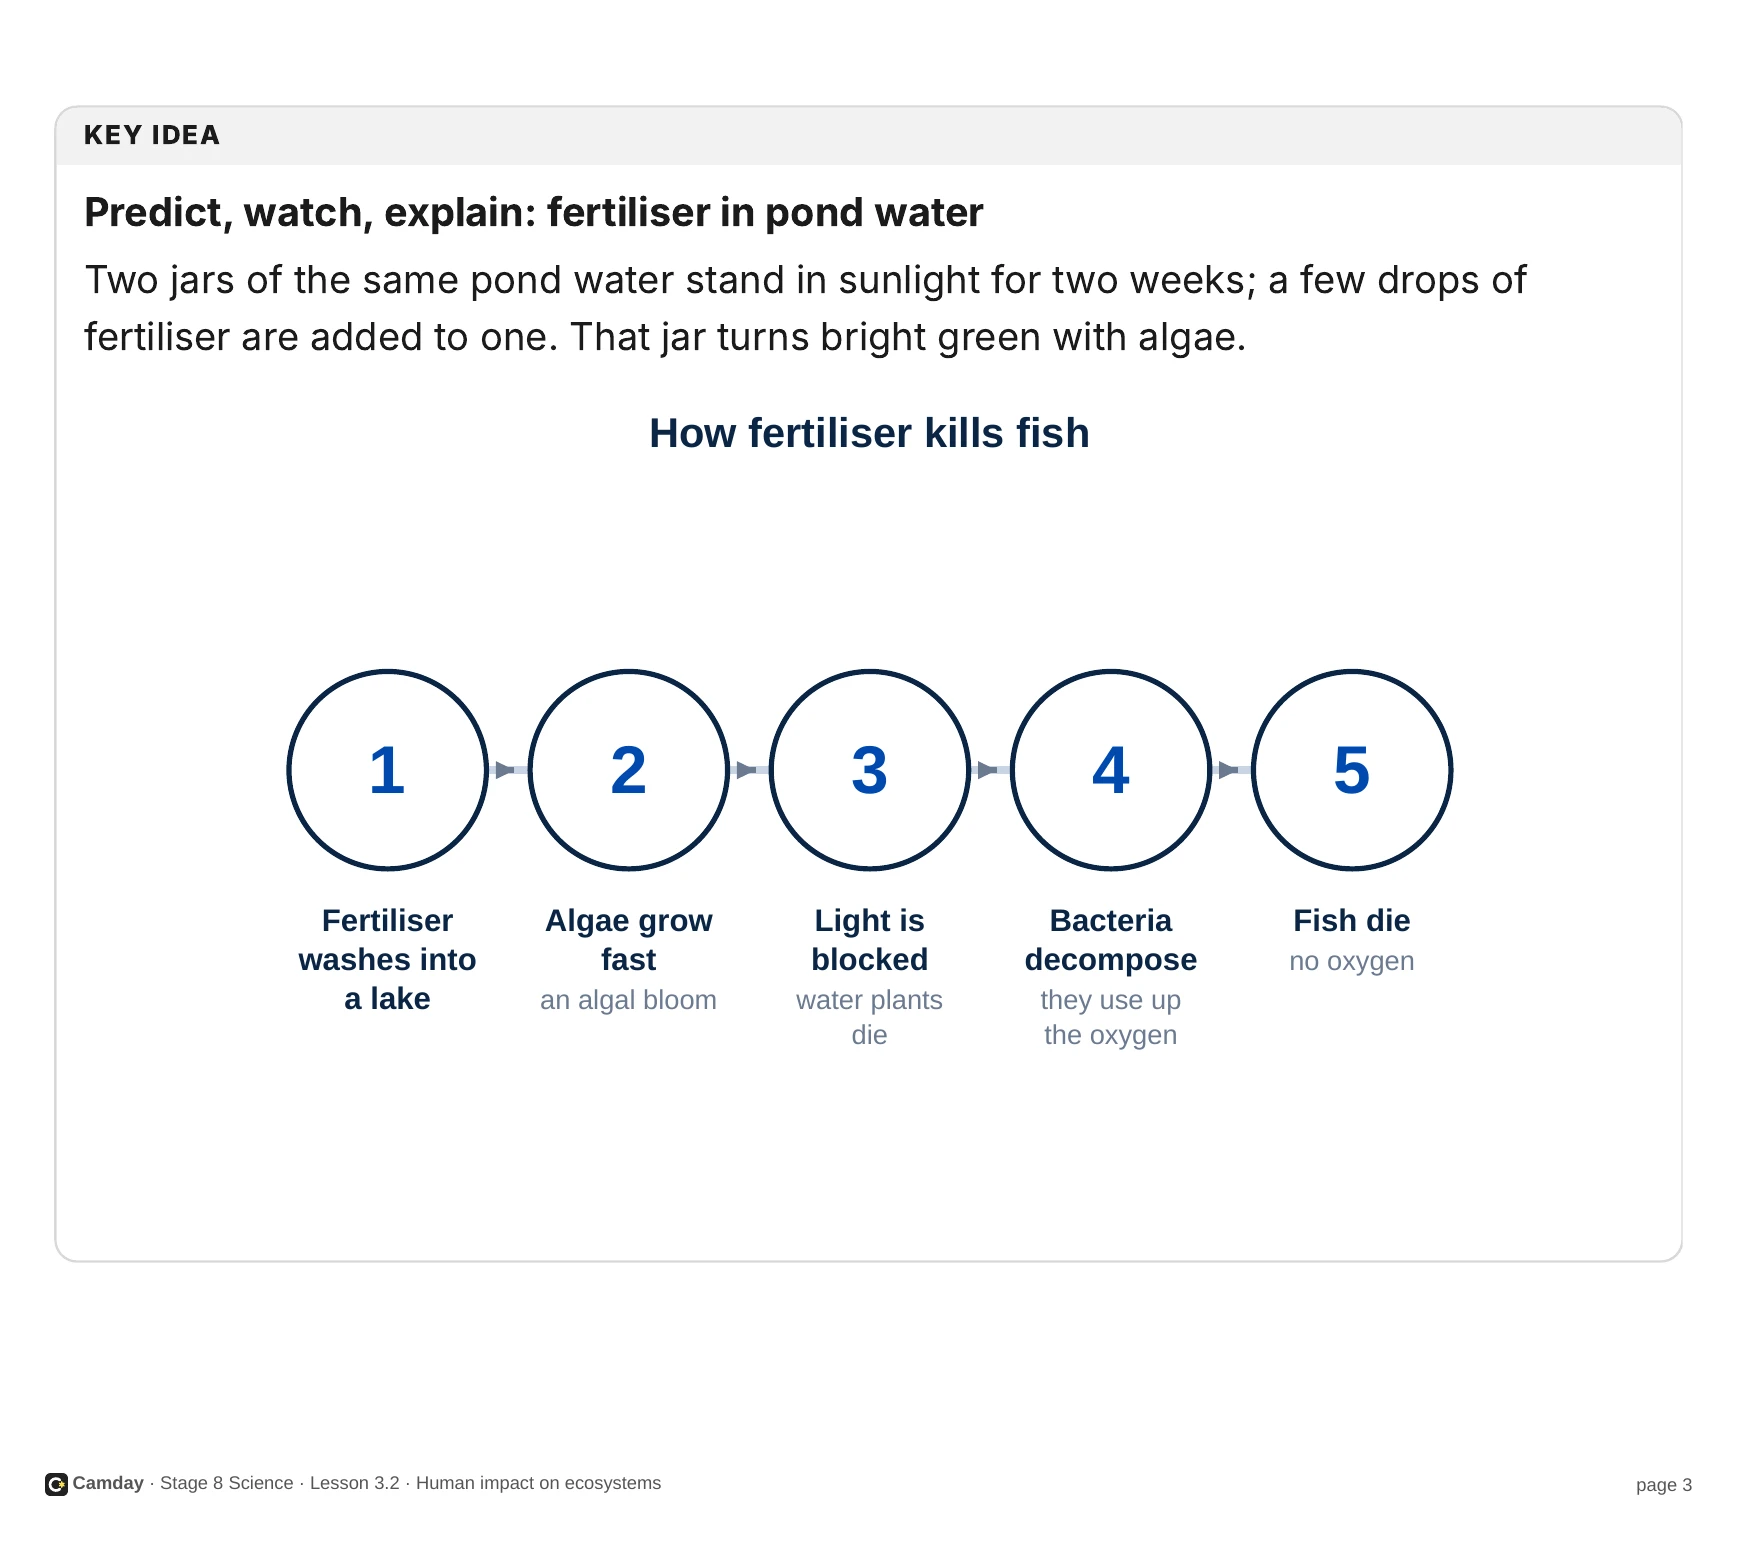 KEY IDEA
Predict, watch, explain: fertiliser in pond water
Two jars of the same pond water stand in sunlight for two weeks; a few drops of
fertiliser are added to one. That jar turns bright green with algae.
How fertiliser kills fish
1
2
3
4
5
Fertiliser
washes into
a lake
Algae grow
fast
an algal bloom
Light is
blocked
water plants
die
Bacteria
decompose
they use up
the oxygen
Fish die
no oxygen
Camday · Stage 8 Science · Lesson 3.2 · Human impact on ecosystems
page 3